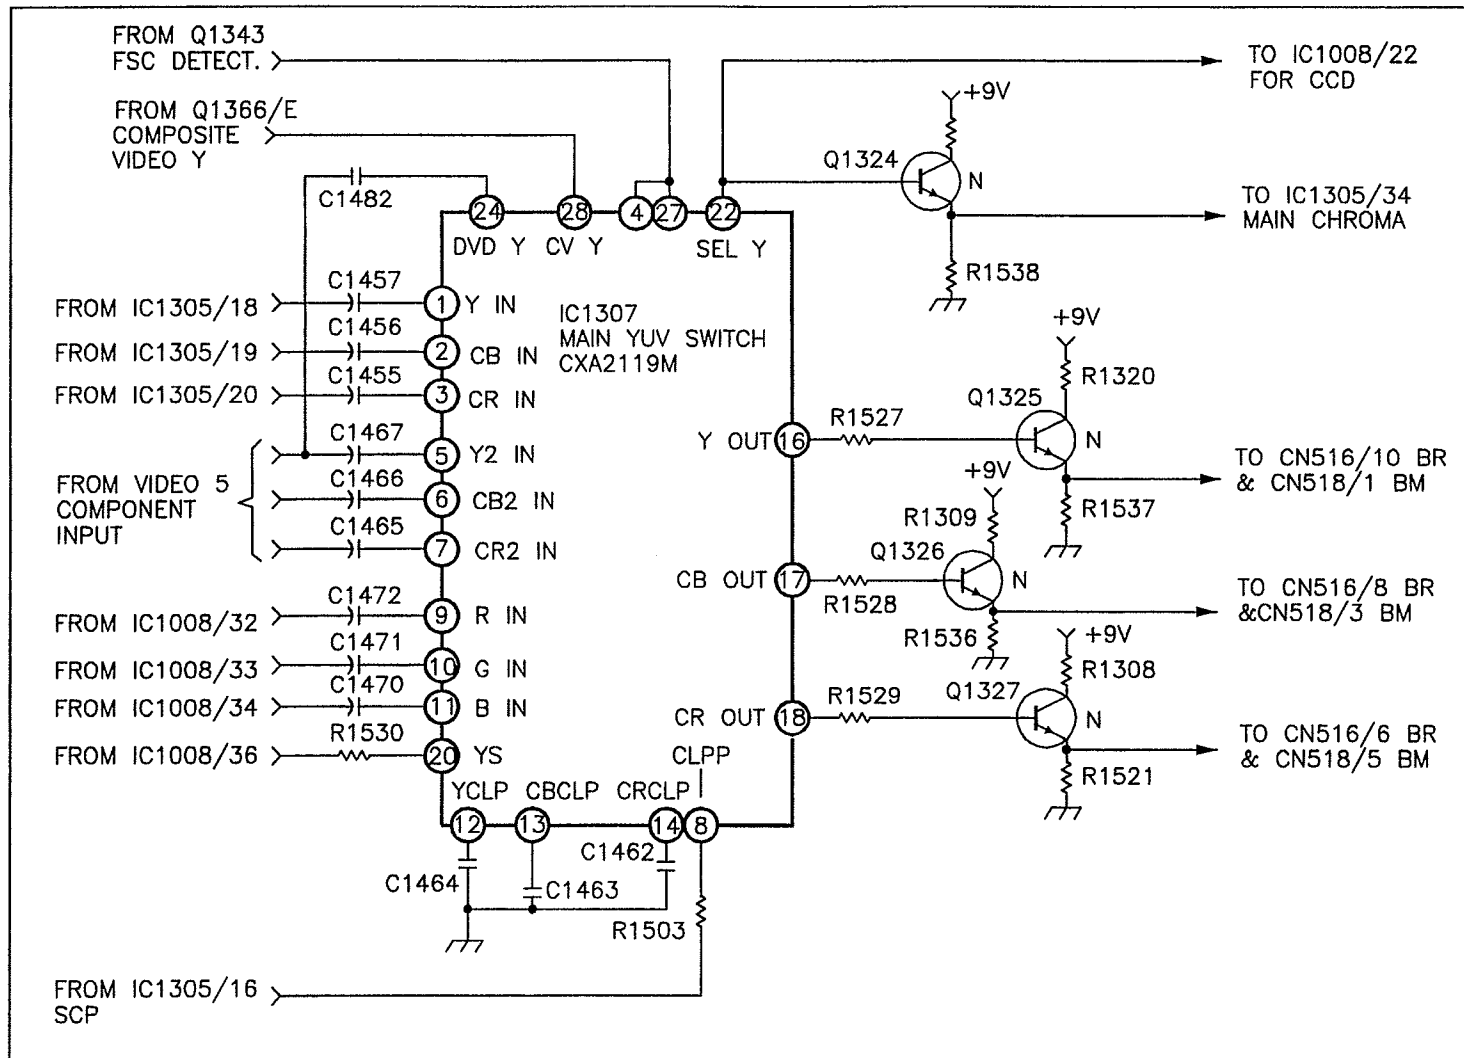 FROM Q1343
FSC DETECT.
FROM Q1366/E
COMPOSITE
VIDEO Y
C1482
24
28
4
27
22
DVD Y
CV Y
SEL Y
TO IC1008/22
FOR CCD
+9V
Q1324
N
TO IC1305/34
MAIN CHROMA
R1538
FROM IC1305/18
C1457
1
Y IN
FROM IC1305/19
C1456
2
CB IN
FROM IC1305/20
C1455
3
CR IN
IC1307
MAIN YUV SWITCH
CXA2119M
FROM VIDEO 5
COMPONENT
INPUT
C1467
5
Y2 IN
C1466
6
CB2 IN
C1465
7
CR2 IN
FROM IC1008/32
C1472
9
R IN
FROM IC1008/33
C1471
10
G IN
FROM IC1008/34
C1470
11
B IN
FROM IC1008/36
R1530
20
YS
Y OUT
16
R1527
+9V
R1320
Q1325
N
R1537
TO CN516/10 BR
& CN518/1 BM
CB OUT
17
R1528
+9V
R1309
Q1326
N
R1536
TO CN516/8 BR
&CN518/3 BM
CR OUT
18
R1529
+9V
R1308
Q1327
N
R1521
TO CN516/6 BR
& CN518/5 BM
YCLP
CBCLP
CRCLP
CLPP
12
13
14
8
C1464
C1463
C1462
R1503
FROM IC1305/16
SCP